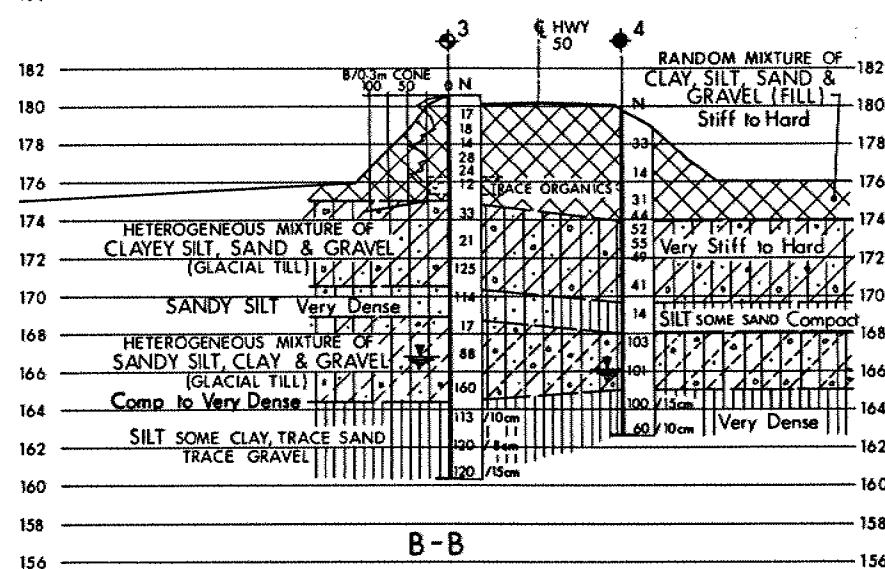 3
℄ HWY
50
4
182
B/0.3m CONE
100 50 0 N
RANDOM MIXTURE OF
CLAY, SILT, SAND &
GRAVEL (FILL)
Stiff to Hard
182
180
17
18
14
28
24
12
N
33
14
31
44
180
178
178
176
TRACE ORGANICS
176
174
174
HETEROGENEOUS MIXTURE OF
CLAYEY SILT, SAND & GRAVEL
(GLACIAL TILL)
33
21
125
52
55
49
41
Very Stiff to Hard
172
172
170
170
SANDY SILT Very Dense
114
17
14
SILT SOME SAND Compact
168
168
HETEROGENEOUS MIXTURE OF
SANDY SILT, CLAY & GRAVEL
(GLACIAL TILL)
Comp to Very Dense
88
160
103
101
166
166
164
164
113 /10cm
100 /15cm
60 /10cm
Very Dense
SILT SOME CLAY, TRACE SAND
TRACE GRAVEL
120 /15cm
162
162
160
160
158
158
B-B
156
156